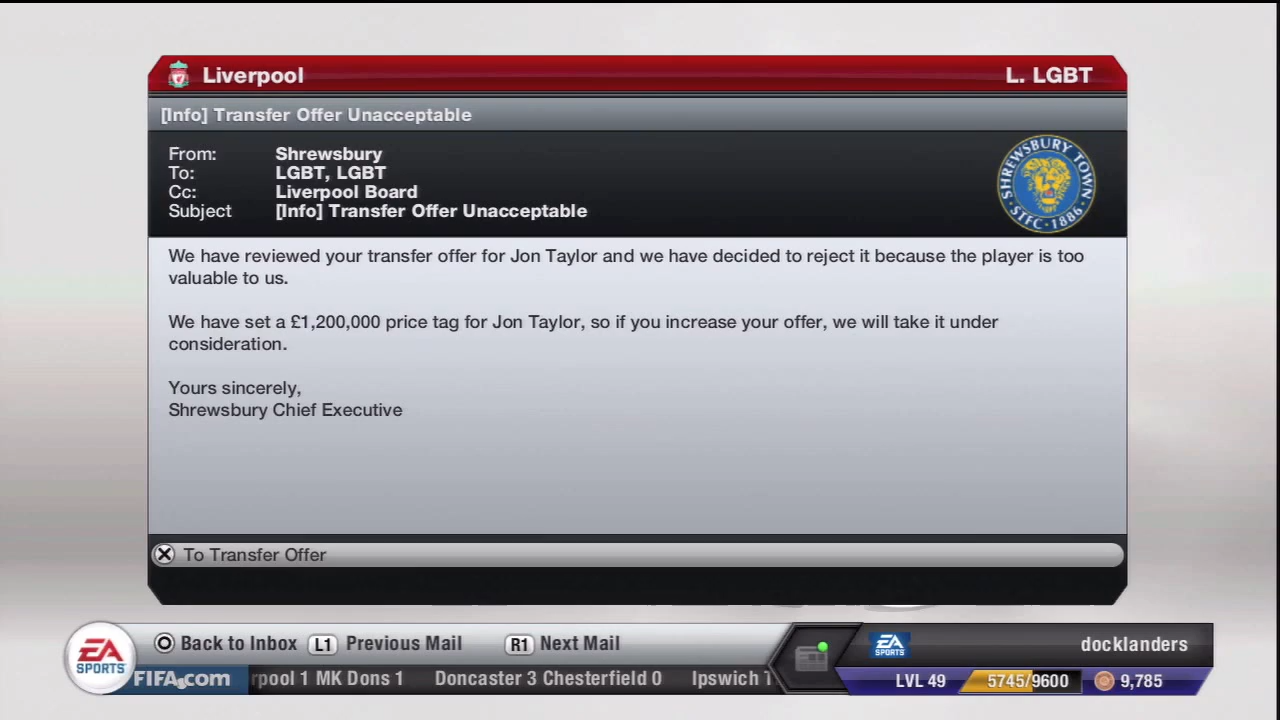 Liverpool
L. LGBT
[Info] Transfer Offer Unacceptable
From: Shrewsbury
To: LGBT, LGBT
Cc: Liverpool Board
Subject [Info] Transfer Offer Unacceptable
SHREWSBURY TOWN
STFC · 1886
We have reviewed your transfer offer for Jon Taylor and we have decided to reject it because the player is too
valuable to us.
We have set a £1,200,000 price tag for Jon Taylor, so if you increase your offer, we will take it under
consideration.
Yours sincerely,
Shrewsbury Chief Executive
To Transfer Offer
EA SPORTS
Back to Inbox L1 Previous Mail R1 Next Mail
EA SPORTS docklanders
FIFA.com rpool 1 MK Dons 1 Doncaster 3 Chesterfield 0 Ipswich 1
LVL 49 5745/9600 9,785